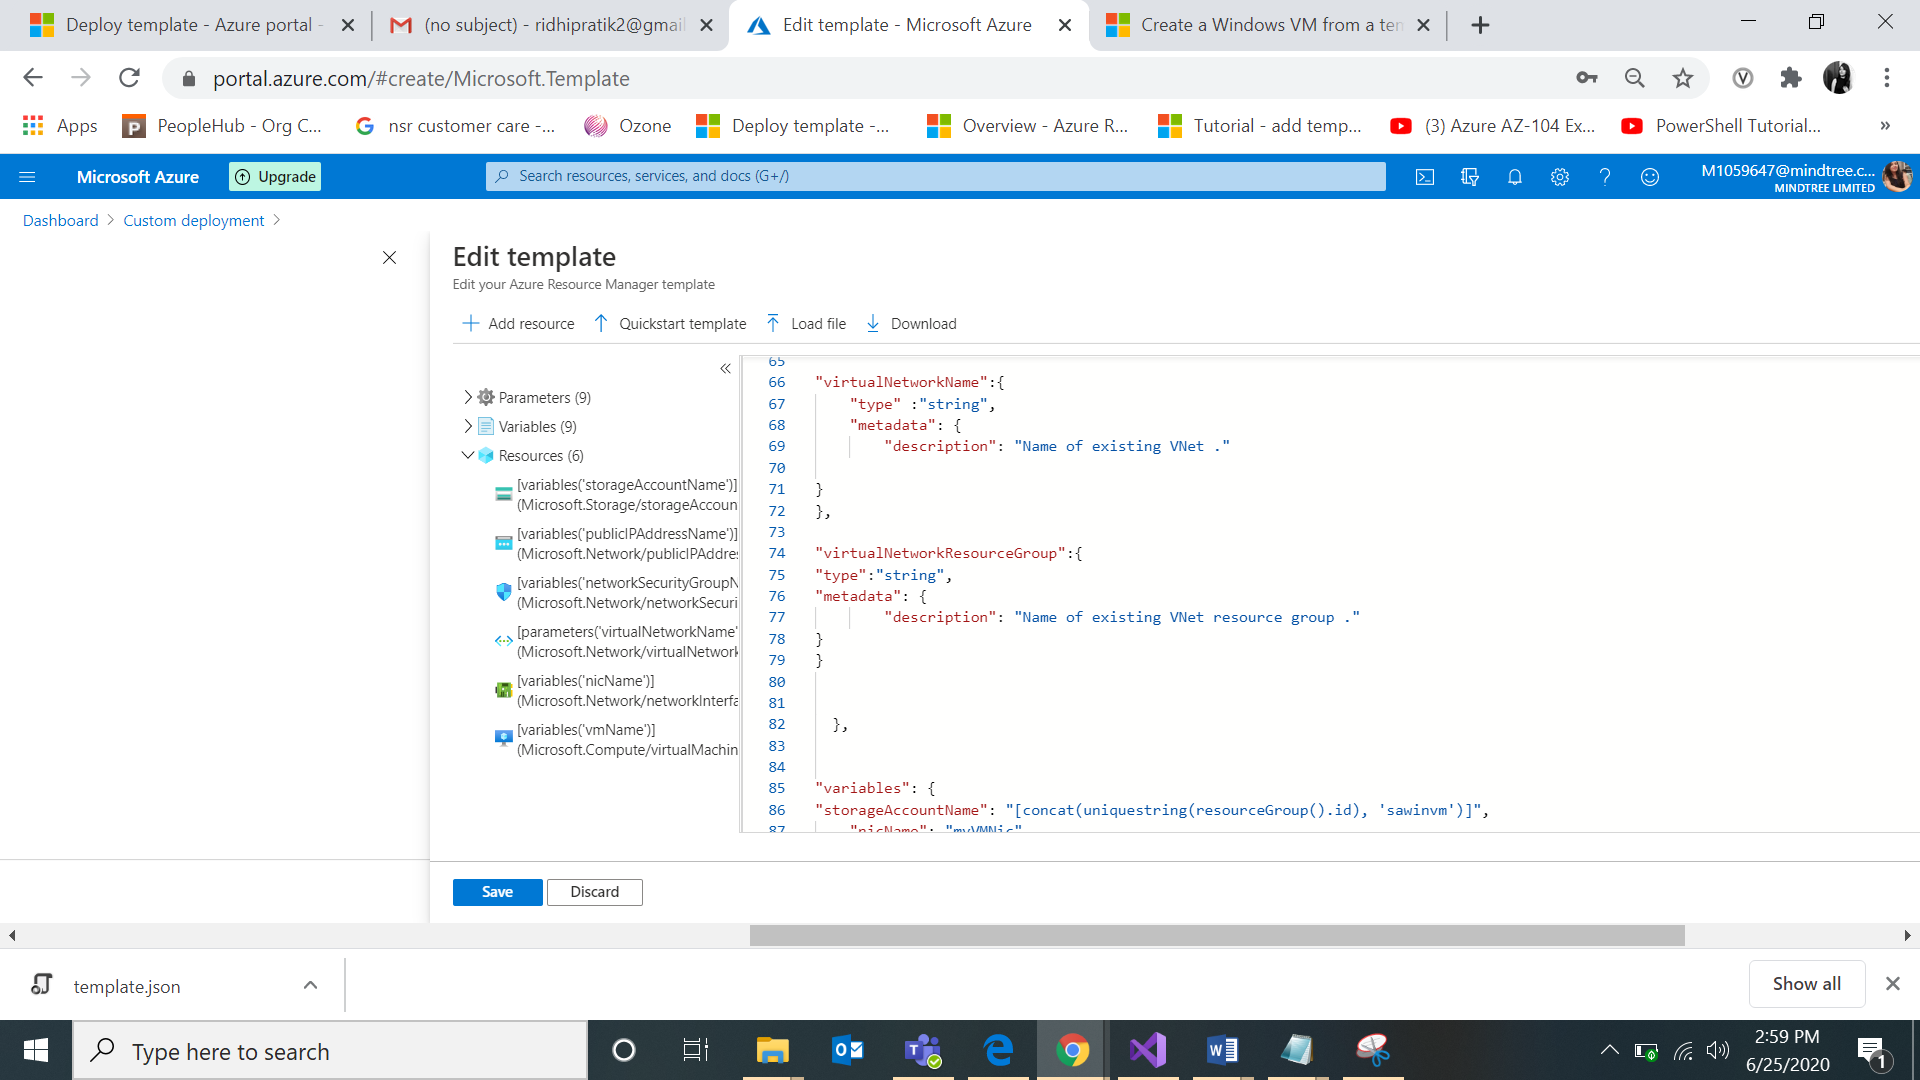 Deploy template - Azure portal -
(no subject) - ridhipratik2@gmail
Edit template - Microsoft Azure
Create a Windows VM from a tem
portal.azure.com/#create/Microsoft.Template
Apps
PeopleHub - Org C...
nsr customer care -...
Ozone
Deploy template -...
Overview - Azure R...
Tutorial - add temp...
(3) Azure AZ-104 Ex...
PowerShell Tutorial...
»
Microsoft Azure
Upgrade
Search resources, services, and docs (G+/)
M1059647@mindtree.c...
MINDTREE LIMITED
Dashboard > Custom deployment >
Edit template
Edit your Azure Resource Manager template
Add resource
Quickstart template
Load file
Download
«
Parameters (9)
Variables (9)
Resources (6)
[variables('storageAccountName')]
(Microsoft.Storage/storageAccoun
[variables('publicIPAddressName')]
(Microsoft.Network/publicIPAddre
[variables('networkSecurityGroupN
(Microsoft.Network/networkSecuri
[parameters('virtualNetworkName'
(Microsoft.Network/virtualNetwork
[variables('nicName')]
(Microsoft.Network/networkInterfa
[variables('vmName')]
(Microsoft.Compute/virtualMachin
65
66 "virtualNetworkName":{
67 "type" :"string",
68 "metadata": {
69 "description": "Name of existing VNet ."
70
71 }
72 },
73
74 "virtualNetworkResourceGroup":{
75 "type":"string",
76 "metadata": {
77 "description": "Name of existing VNet resource group ."
78 }
79 }
80
81
82 },
83
84
85 "variables": {
86 "storageAccountName": "[concat(uniquestring(resourceGroup().id), 'sawinvm')]",
87 "nicName": "myVMNic"
Save
Discard
template.json
Show all
Type here to search
2:59 PM
6/25/2020
1